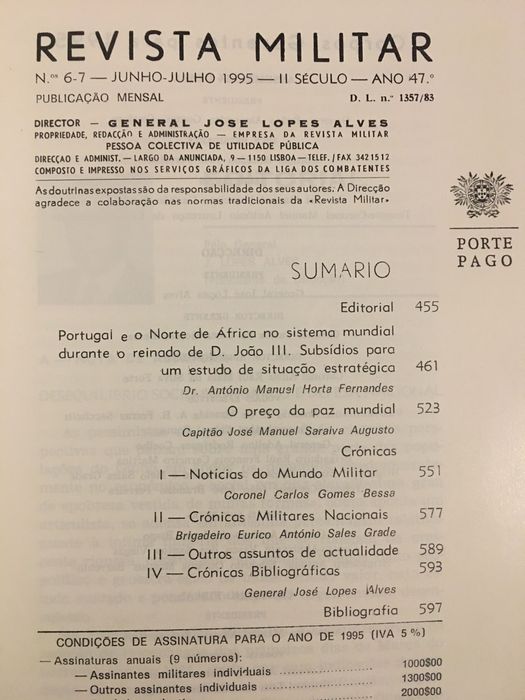 REVISTA MILITAR
N.os 6-7 — JUNHO-JULHO 1995 — II SÉCULO — ANO 47.º
PUBLICAÇÃO MENSAL D. L. n.º 1357/83
DIRECTOR — GENERAL JOSE LOPES ALVES
PROPRIEDADE, REDACÇÃO E ADMINISTRAÇÃO — EMPRESA DA REVISTA MILITAR
PESSOA COLECTIVA DE UTILIDADE PÚBLICA
DIRECÇAO E ADMINIST. — LARGO DA ANUNCIADA, 9 — 1150 LISBOA — TELEF./FAX 3421512
COMPOSTO E IMPRESSO NOS SERVIÇOS GRÁFICOS DA LIGA DOS COMBATENTES
As doutrinas expostas são da responsabilidade dos seus autores. A Direcção
agradece a colaboração nas normas tradicionais da «Revista Militar»
PORTE
PAGO
SUMARIO
Editorial 455
Portugal e o Norte de África no sistema mundial
durante o reinado de D. João III. Subsídios para
um estudo de situação estratégica 461
Dr. António Manuel Horta Fernandes
O preço da paz mundial 523
Capitão José Manuel Saraiva Augusto
Crónicas
I — Notícias do Mundo Militar 551
Coronel Carlos Gomes Bessa
II — Crónicas Militares Nacionais 577
Brigadeiro Eurico António Sales Grade
III — Outros assuntos de actualidade 589
IV — Crónicas Bibliográficas 593
General José Lopes Alves
Bibliografia 597
CONDIÇÕES DE ASSINATURA PARA O ANO DE 1995 (IVA 5 %)
— Assinaturas anuais (9 números):
— Assinantes militares individuais 1000$00
— Outros assinantes individuais 1300$00
2000$00